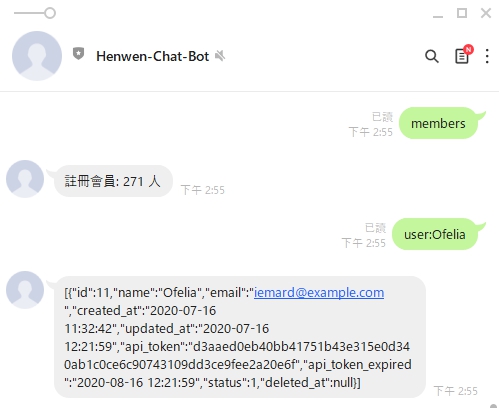 Henwen-Chat-Bot
N
已讀
下午 2:55
members
註冊會員: 271 人
下午 2:55
已讀
下午 2:55
user:Ofelia
[{"id":11,"name":"Ofelia","email":"iemard@example.com
","created_at":"2020-07-16
11:32:42","updated_at":"2020-07-16
12:21:59","api_token":"d3aaed0eb40bb41751b43e315e0d34
0ab1c0ce6c90743109dd3ce9fee2a20e6f","api_token_expired
":"2020-08-16 12:21:59","status":1,"deleted_at":null}]
下午 2:55